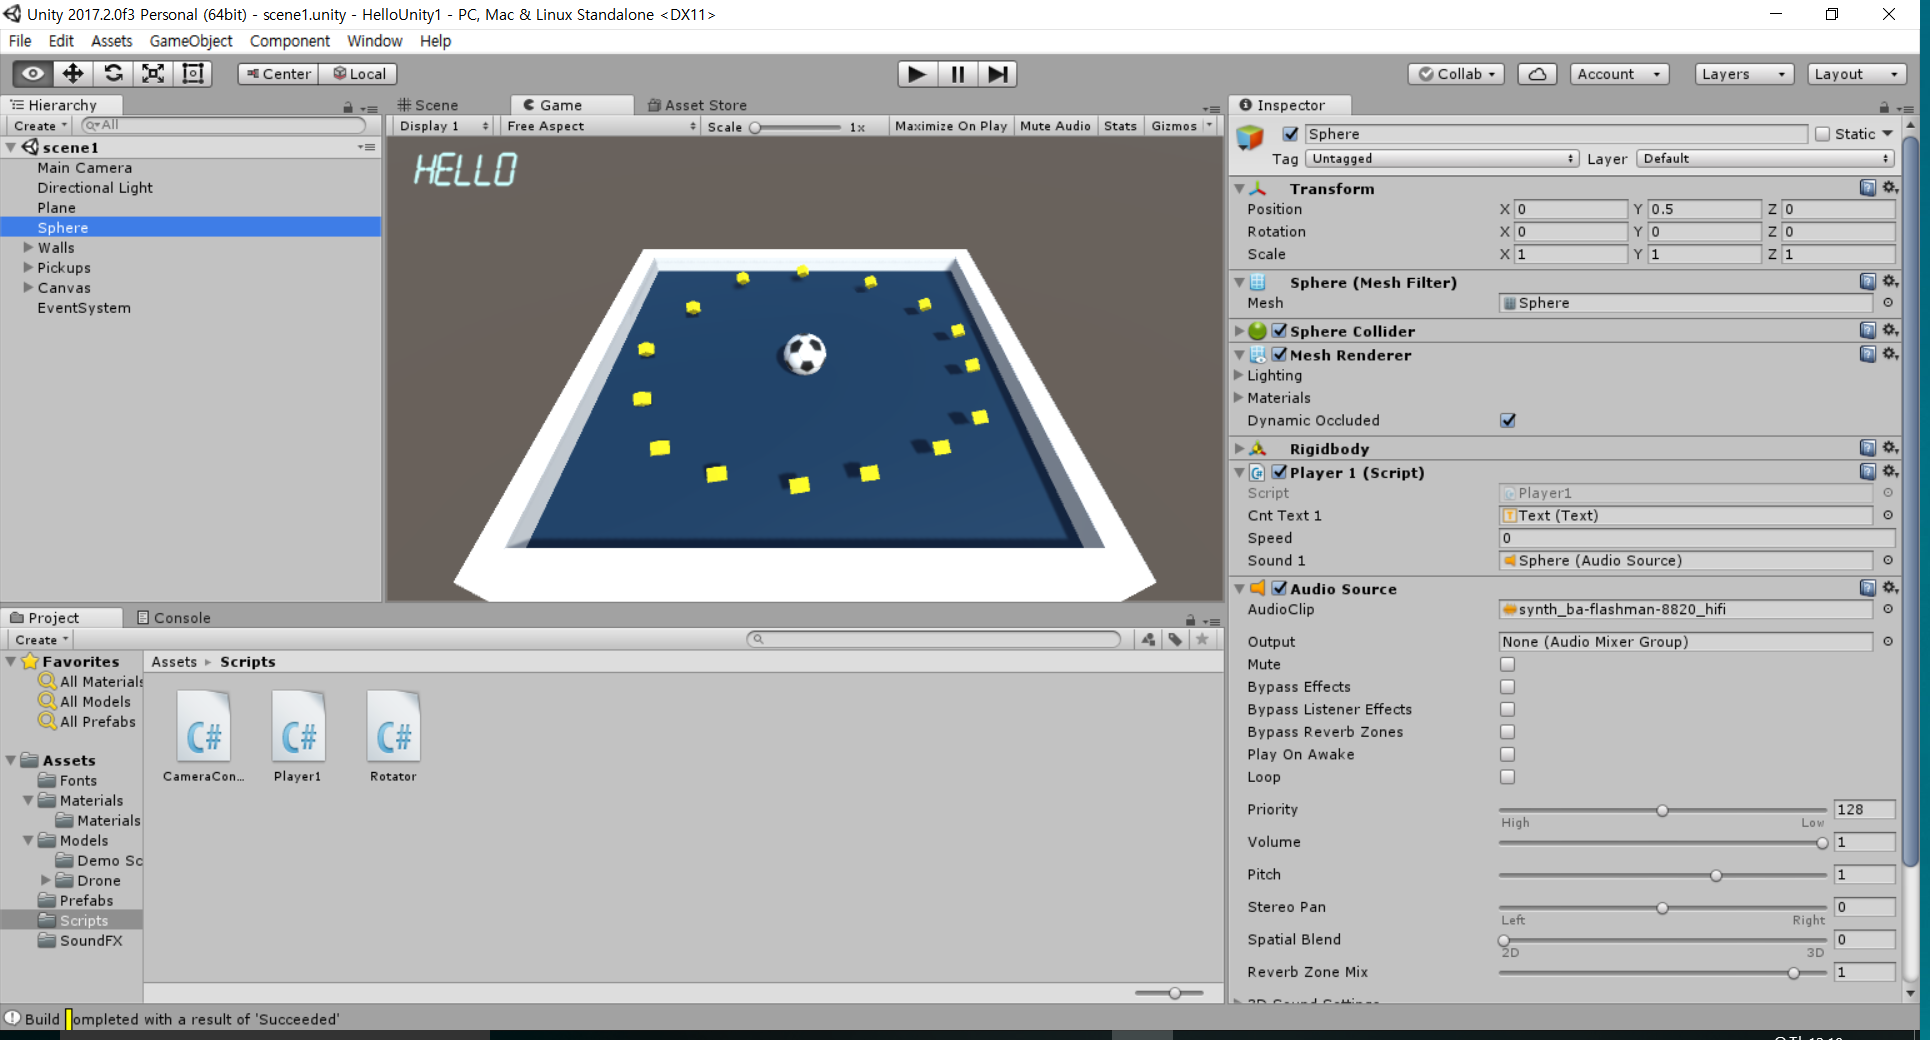 Unity 2017.2.0f3 Personal (64bit) - scene1.unity - HelloUnity1 - PC, Mac & Linux Standalone <DX11>
File Edit Assets GameObject Component Window Help
Center Local
Collab Account Layers Layout
Hierarchy
Create All
scene1
Main Camera
Directional Light
Plane
Sphere
Walls
Pickups
Canvas
EventSystem
Scene Game Asset Store
Display 1 Free Aspect Scale 1x Maximize On Play Mute Audio Stats Gizmos
HELLO
Inspector
Sphere Static
Tag Untagged Layer Default
Transform
Position X 0 Y 0.5 Z 0
Rotation X 0 Y 0 Z 0
Scale X 1 Y 1 Z 1
Sphere (Mesh Filter)
Mesh Sphere
Sphere Collider
Mesh Renderer
Lighting
Materials
Dynamic Occluded
Rigidbody
C# Player 1 (Script)
Script Player1
Cnt Text 1 Text (Text)
Speed 0
Sound 1 Sphere (Audio Source)
Audio Source
AudioClip synth_ba-flashman-8820_hifi
Output None (Audio Mixer Group)
Mute
Bypass Effects
Bypass Listener Effects
Bypass Reverb Zones
Play On Awake
Loop
Priority 128
High Low
Volume 1
Pitch 1
Stereo Pan 0
Left Right
Spatial Blend 0
2D 3D
Reverb Zone Mix 1
3D Sound Settings
Project Console
Create
Favorites
All Materials
All Models
All Prefabs
Assets
Fonts
Materials
Materials
Models
Demo Sc
Drone
Prefabs
Scripts
SoundFX
Assets Scripts
C# C# C#
CameraCon... Player1 Rotator
Build ompleted with a result of 'Succeeded'